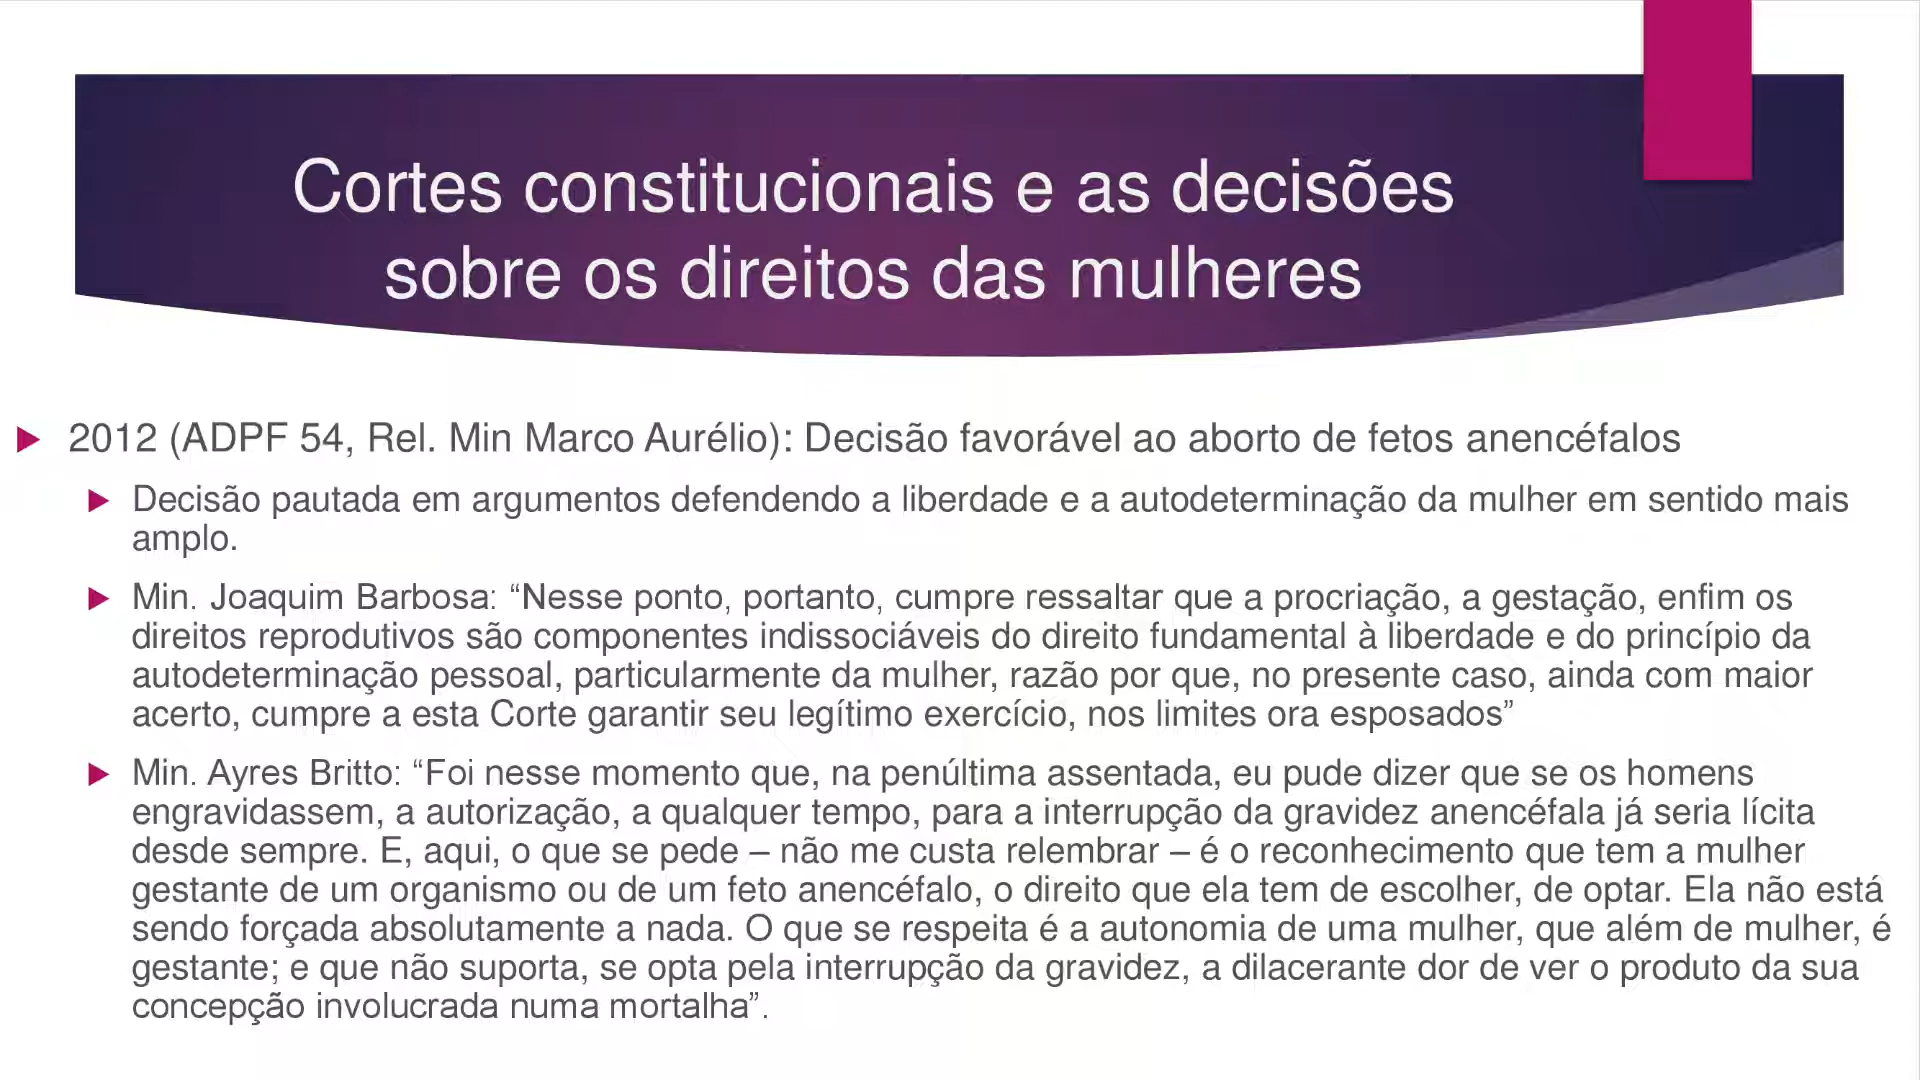 Cortes constitucionais e as decisões
sobre os direitos das mulheres
2012 (ADPF 54, Rel. Min Marco Aurélio): Decisão favorável ao aborto de fetos anencéfalos
Decisão pautada em argumentos defendendo a liberdade e a autodeterminação da mulher em sentido mais
amplo.
Min. Joaquim Barbosa: “Nesse ponto, portanto, cumpre ressaltar que a procriação, a gestação, enfim os
direitos reprodutivos são componentes indissociáveis do direito fundamental à liberdade e do princípio da
autodeterminação pessoal, particularmente da mulher, razão por que, no presente caso, ainda com maior
acerto, cumpre a esta Corte garantir seu legítimo exercício, nos limites ora esposados”
Min. Ayres Britto: “Foi nesse momento que, na penúltima assentada, eu pude dizer que se os homens
engravidassem, a autorização, a qualquer tempo, para a interrupção da gravidez anencéfala já seria lícita
desde sempre. E, aqui, o que se pede – não me custa relembrar – é o reconhecimento que tem a mulher
gestante de um organismo ou de um feto anencéfalo, o direito que ela tem de escolher, de optar. Ela não está
sendo forçada absolutamente a nada. O que se respeita é a autonomia de uma mulher, que além de mulher, é
gestante; e que não suporta, se opta pela interrupção da gravidez, a dilacerante dor de ver o produto da sua
concepção involucrada numa mortalha”.